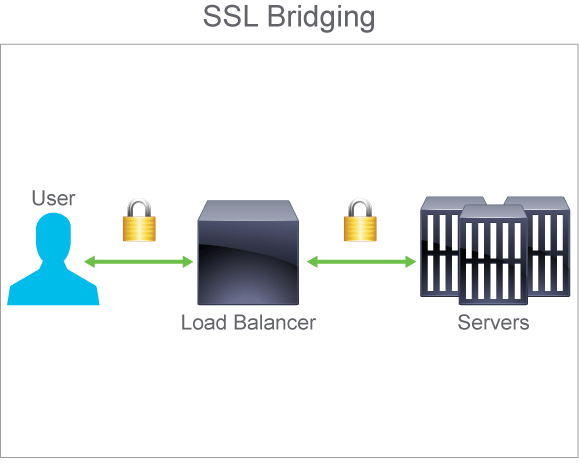 SSL Bridging
User
Load Balancer
Servers